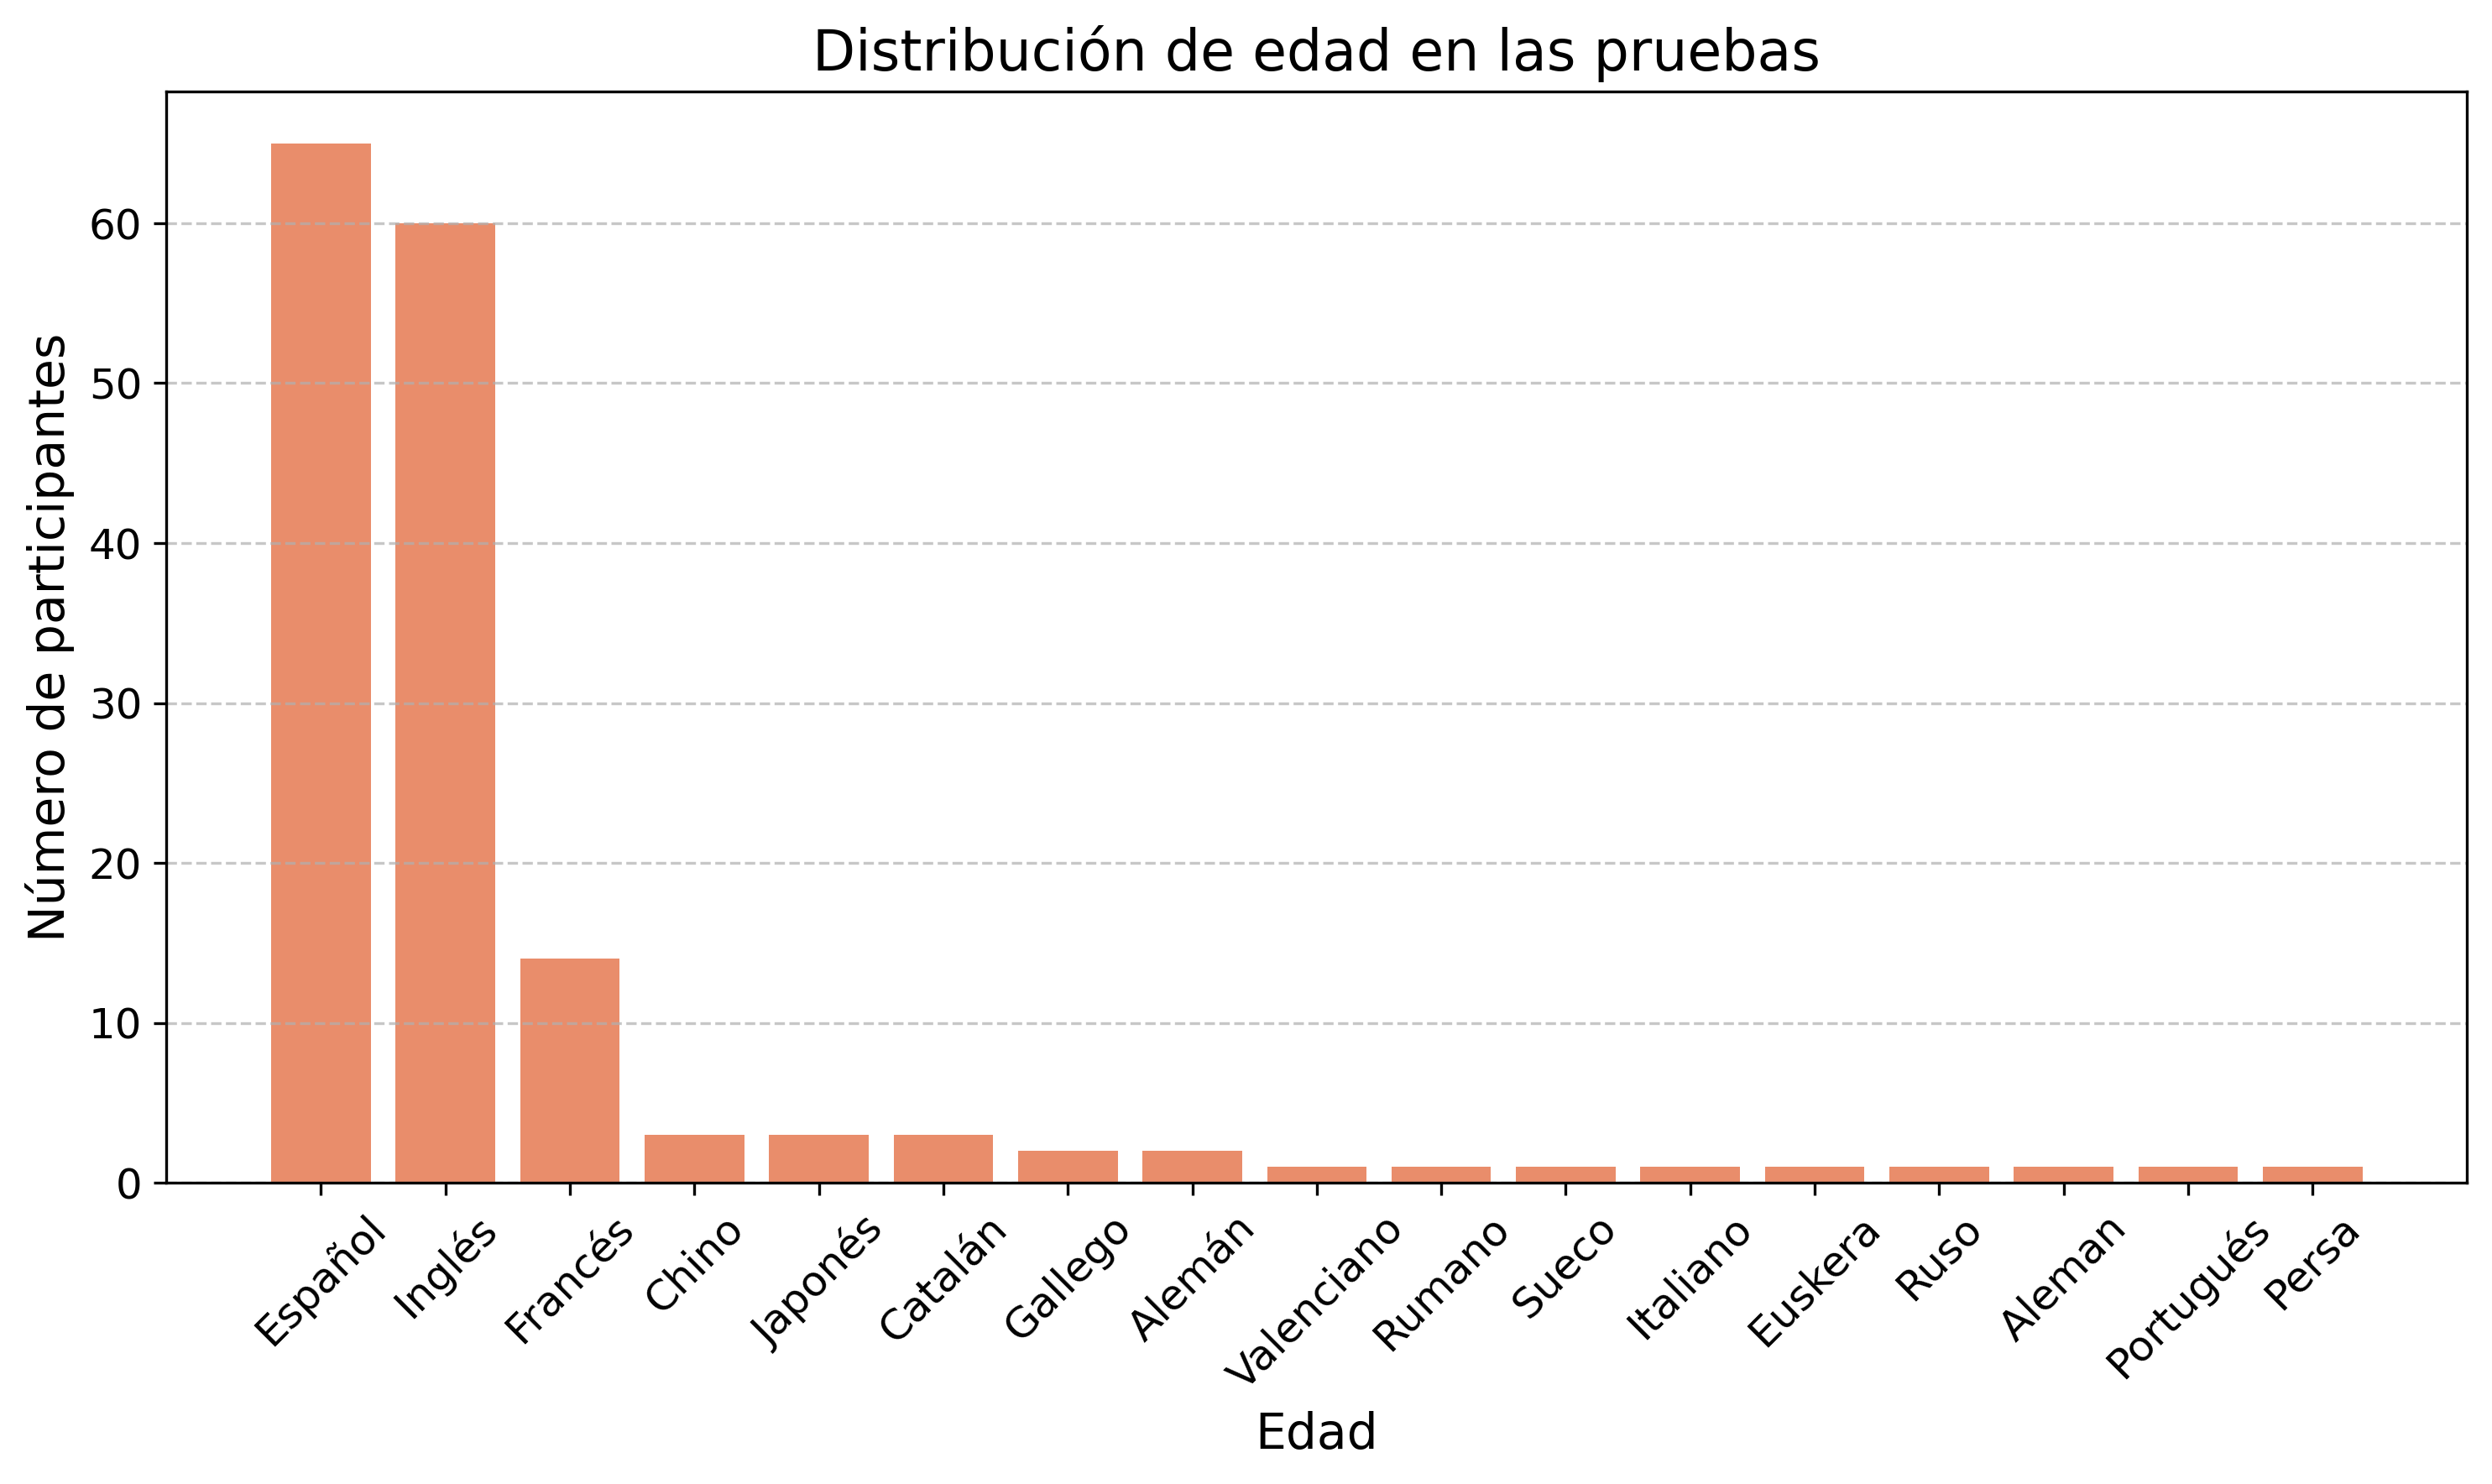 Distribución de edad en las pruebas
Número de participantes
60
50
40
30
20
10
0
Español
Inglés
Francés
Chino
Japonés
Catalán
Gallego
Alemán
Valenciano
Rumano
Sueco
Italiano
Euskera
Ruso
Aleman
Portugués
Persa
Edad